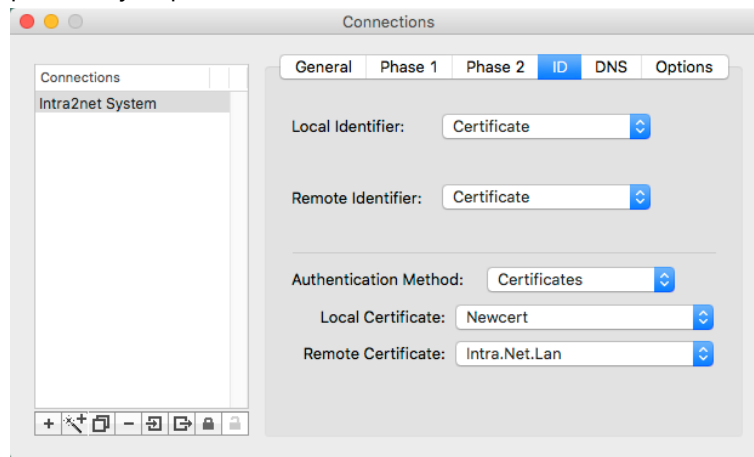 Connections
Connections
Intra2net System
General Phase 1 Phase 2 ID DNS Options
Local Identifier: Certificate
Remote Identifier: Certificate
Authentication Method: Certificates
Local Certificate: Newcert
Remote Certificate: Intra.Net.Lan